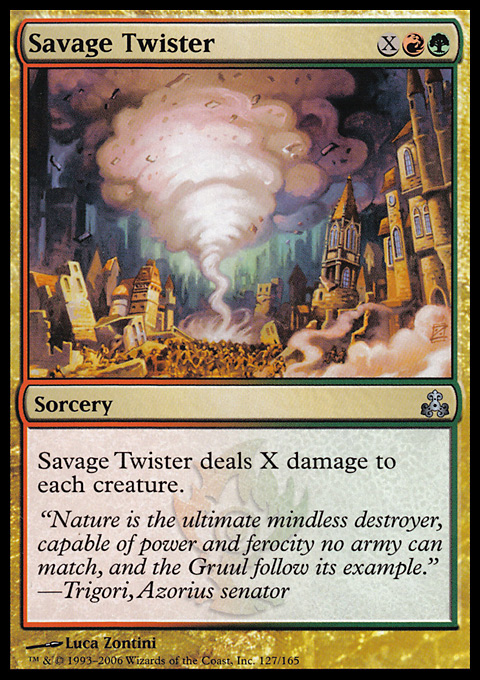 Savage Twister
X
Sorcery
Savage Twister deals X damage to
each creature.
“Nature is the ultimate mindless destroyer,
capable of power and ferocity no army can
match, and the Gruul follow its example.”
—Trigori, Azorius senator
Luca Zontini
™ & © 1993–2006 Wizards of the Coast, Inc. 127/165